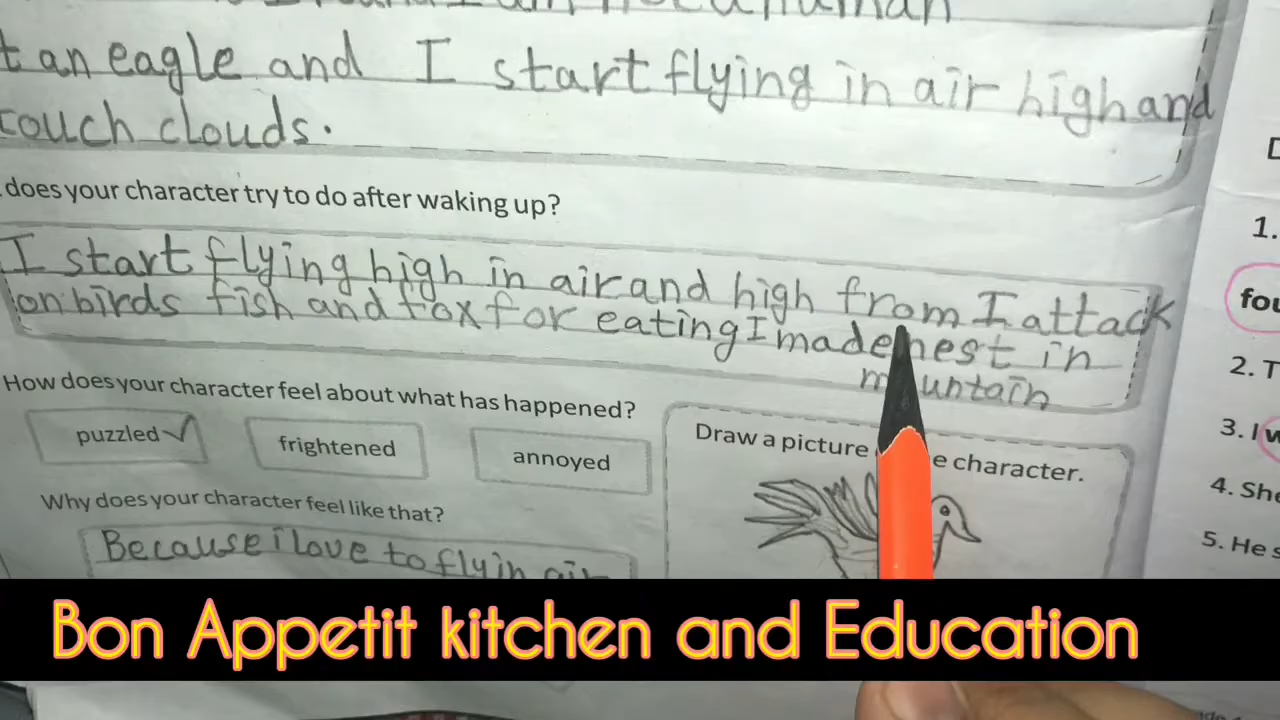 t an eagle and I start flying in air high and
touch clouds.
does your character try to do after waking up?
I start flying high in air and high from I attack
on birds fish and fox for eating I made nest in
mountain
How does your character feel about what has happened?
puzzled
frightened
annoyed
Why does your character feel like that?
Because i love to fly in air
Draw a picture e character.
1.
fou
2. T
3. I w
4. She
5. He s
Bon Appetit kitchen and Education